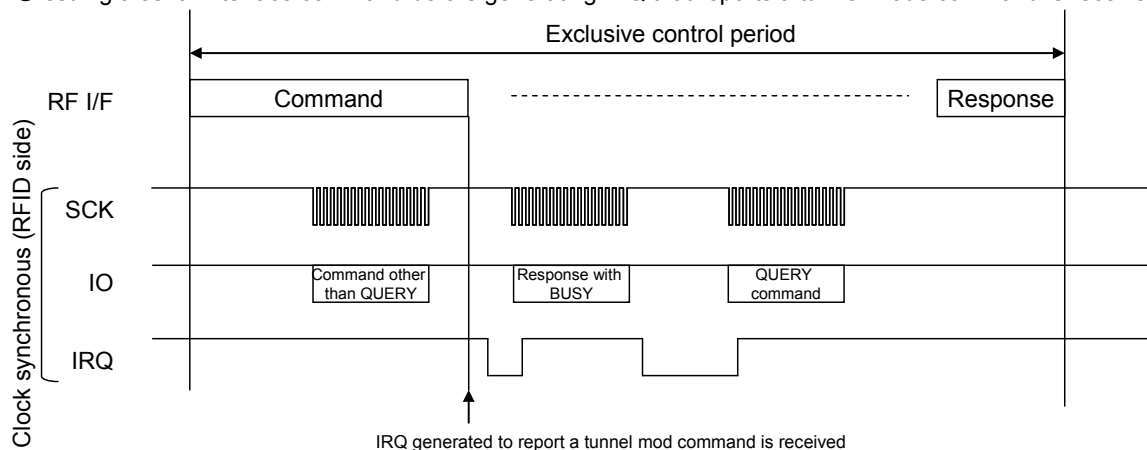 Exclusive control period
RF I/F
Command
Response
Clock synchronous (RFID side)
SCK
IO
Command other
than QUERY
Response with
BUSY
QUERY
command
IRQ
IRQ generated to report a tunnel mod command is received